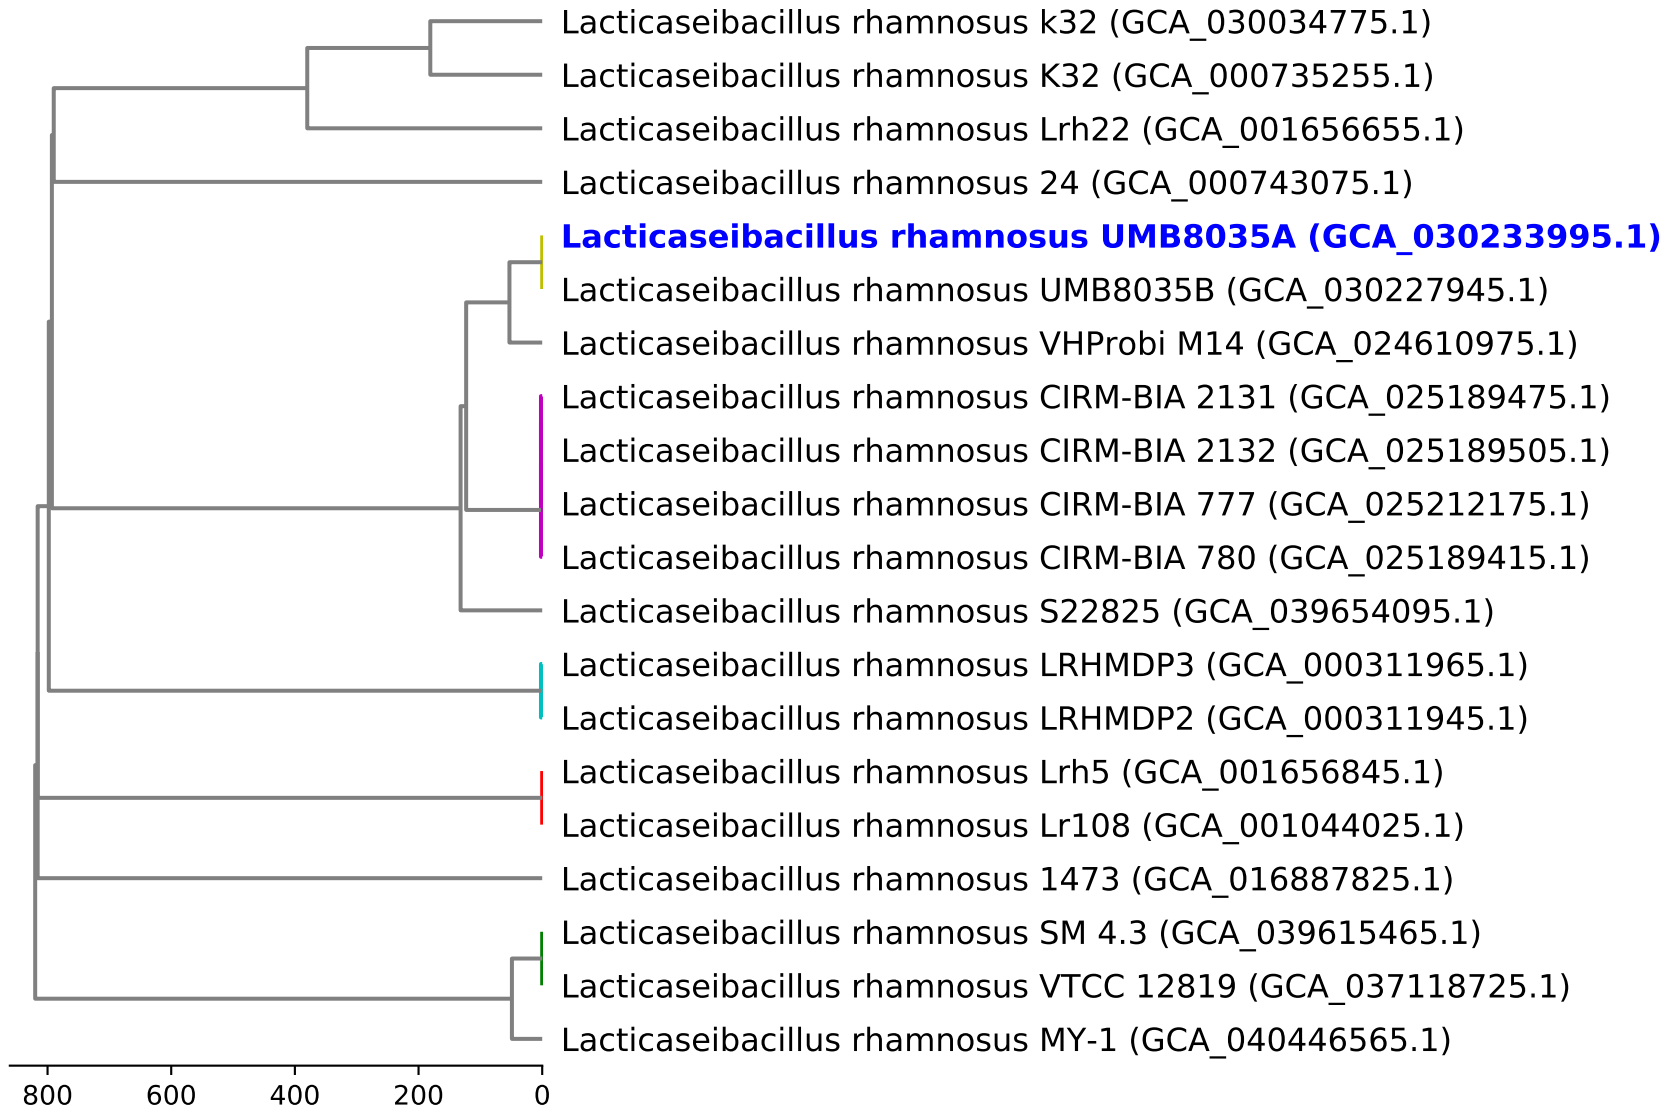 Lacticaseibacillus rhamnosus k32 (GCA_030034775.1)
Lacticaseibacillus rhamnosus K32 (GCA_000735255.1)
Lacticaseibacillus rhamnosus Lrh22 (GCA_001656655.1)
Lacticaseibacillus rhamnosus 24 (GCA_000743075.1)
Lacticaseibacillus rhamnosus UMB8035A (GCA_030233995.1)
Lacticaseibacillus rhamnosus UMB8035B (GCA_030227945.1)
Lacticaseibacillus rhamnosus VHProbi M14 (GCA_024610975.1)
Lacticaseibacillus rhamnosus CIRM-BIA 2131 (GCA_025189475.1)
Lacticaseibacillus rhamnosus CIRM-BIA 2132 (GCA_025189505.1)
Lacticaseibacillus rhamnosus CIRM-BIA 777 (GCA_025212175.1)
Lacticaseibacillus rhamnosus CIRM-BIA 780 (GCA_025189415.1)
Lacticaseibacillus rhamnosus S22825 (GCA_039654095.1)
Lacticaseibacillus rhamnosus LRHMDP3 (GCA_000311965.1)
Lacticaseibacillus rhamnosus LRHMDP2 (GCA_000311945.1)
Lacticaseibacillus rhamnosus Lrh5 (GCA_001656845.1)
Lacticaseibacillus rhamnosus Lr108 (GCA_001044025.1)
Lacticaseibacillus rhamnosus 1473 (GCA_016887825.1)
Lacticaseibacillus rhamnosus SM 4.3 (GCA_039615465.1)
Lacticaseibacillus rhamnosus VTCC 12819 (GCA_037118725.1)
Lacticaseibacillus rhamnosus MY-1 (GCA_040446565.1)
800 600 400 200 0